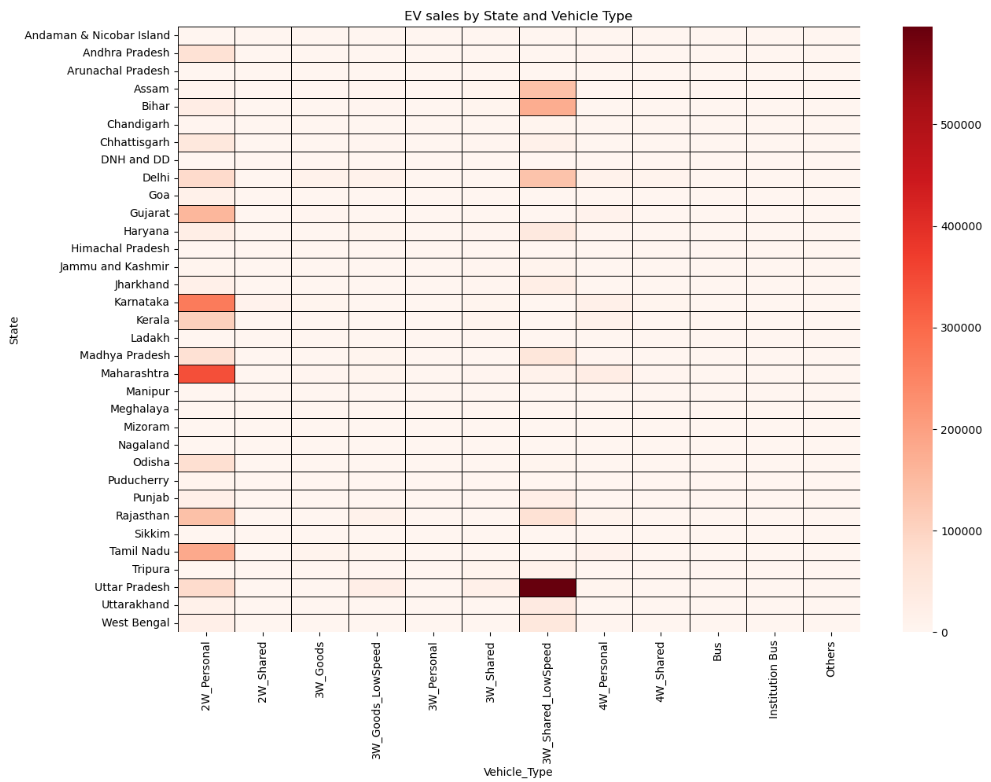 EV sales by State and Vehicle Type
Andaman & Nicobar Island
Andhra Pradesh
Arunachal Pradesh
Assam
Bihar
Chandigarh
Chhattisgarh
DNH and DD
Delhi
Goa
Gujarat
Haryana
Himachal Pradesh
Jammu and Kashmir
Jharkhand
Karnataka
Kerala
Ladakh
Madhya Pradesh
Maharashtra
Manipur
Meghalaya
Mizoram
Nagaland
Odisha
Puducherry
Punjab
Rajasthan
Sikkim
Tamil Nadu
Tripura
Uttar Pradesh
Uttarakhand
West Bengal
State
2W_Personal
2W_Shared
3W_Goods
3W_Goods_LowSpeed
3W_Personal
3W_Shared
3W_Shared_LowSpeed
4W_Personal
4W_Shared
Bus
Institution Bus
Others
Vehicle_Type
500000
400000
300000
200000
100000
0